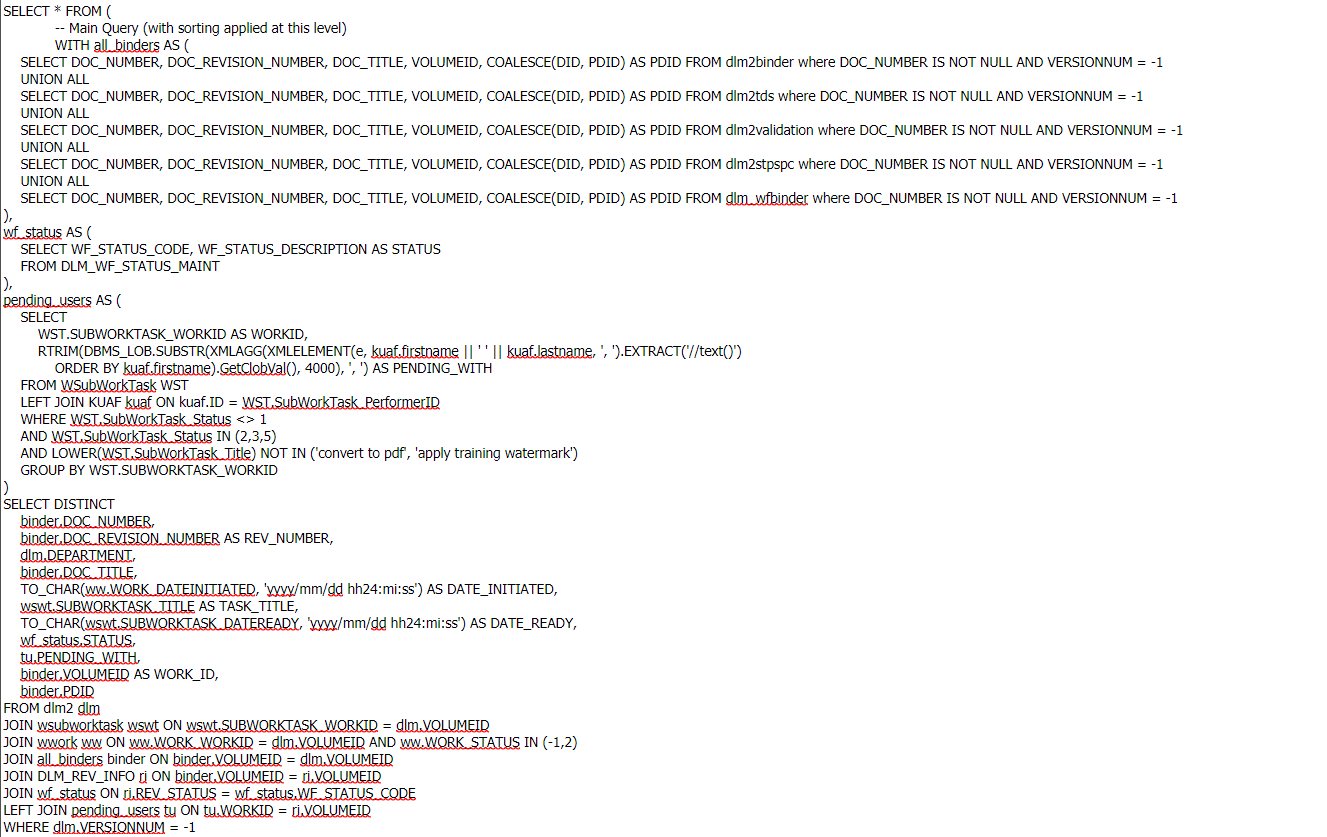 SELECT * FROM (
-- Main Query (with sorting applied at this level)
WITH all_binders AS (
SELECT DOC_NUMBER, DOC_REVISION_NUMBER, DOC_TITLE, VOLUMEID, COALESCE(DID, PDID) AS PDID FROM dlm2binder where DOC_NUMBER IS NOT NULL AND VERSIONNUM = -1
UNION ALL
SELECT DOC_NUMBER, DOC_REVISION_NUMBER, DOC_TITLE, VOLUMEID, COALESCE(DID, PDID) AS PDID FROM dlm2tds where DOC_NUMBER IS NOT NULL AND VERSIONNUM = -1
UNION ALL
SELECT DOC_NUMBER, DOC_REVISION_NUMBER, DOC_TITLE, VOLUMEID, COALESCE(DID, PDID) AS PDID FROM dlm2validation where DOC_NUMBER IS NOT NULL AND VERSIONNUM = -1
UNION ALL
SELECT DOC_NUMBER, DOC_REVISION_NUMBER, DOC_TITLE, VOLUMEID, COALESCE(DID, PDID) AS PDID FROM dlm2stpspc where DOC_NUMBER IS NOT NULL AND VERSIONNUM = -1
UNION ALL
SELECT DOC_NUMBER, DOC_REVISION_NUMBER, DOC_TITLE, VOLUMEID, COALESCE(DID, PDID) AS PDID FROM dlm_wfbinder where DOC_NUMBER IS NOT NULL AND VERSIONNUM = -1
),
wf_status AS (
SELECT WF_STATUS_CODE, WF_STATUS_DESCRIPTION AS STATUS
FROM DLM_WF_STATUS_MAINT
),
pending_users AS (
SELECT
WST.SUBWORKTASK_WORKID AS WORKID,
RTRIM(DBMS_LOB.SUBSTR(XMLAGG(XMLELEMENT(e, kuaf.firstname || ' ' || kuaf.lastname, ', ').EXTRACT('//text()')
ORDER BY kuaf.firstname).GetClobVal(), 4000), ', ') AS PENDING_WITH
FROM WSubWorkTask WST
LEFT JOIN KUAF kuaf ON kuaf.ID = WST.SubWorkTask_PerformerID
WHERE WST.SubWorkTask_Status <> 1
AND WST.SubWorkTask_Status IN (2,3,5)
AND LOWER(WST.SubWorkTask_Title) NOT IN ('convert to pdf', 'apply training watermark')
GROUP BY WST.SUBWORKTASK_WORKID
)
SELECT DISTINCT
binder.DOC_NUMBER,
binder.DOC_REVISION_NUMBER AS REV_NUMBER,
dlm.DEPARTMENT,
binder.DOC_TITLE,
TO_CHAR(ww.WORK_DATEINITIATED, 'yyyy/mm/dd hh24:mi:ss') AS DATE_INITIATED,
wswt.SUBWORKTASK_TITLE AS TASK_TITLE,
TO_CHAR(wswt.SUBWORKTASK_DATEREADY, 'yyyy/mm/dd hh24:mi:ss') AS DATE_READY,
wf_status.STATUS,
tu.PENDING_WITH,
binder.VOLUMEID AS WORK_ID,
binder.PDID
FROM dlm2 dlm
JOIN wsubworktask wswt ON wswt.SUBWORKTASK_WORKID = dlm.VOLUMEID
JOIN wwork ww ON ww.WORK_WORKID = dlm.VOLUMEID AND ww.WORK_STATUS IN (-1,2)
JOIN all_binders binder ON binder.VOLUMEID = dlm.VOLUMEID
JOIN DLM_REV_INFO ri ON binder.VOLUMEID = ri.VOLUMEID
JOIN wf_status ON ri.REV_STATUS = wf_status.WF_STATUS_CODE
LEFT JOIN pending_users tu ON tu.WORKID = ri.VOLUMEID
WHERE dlm.VERSIONNUM = -1